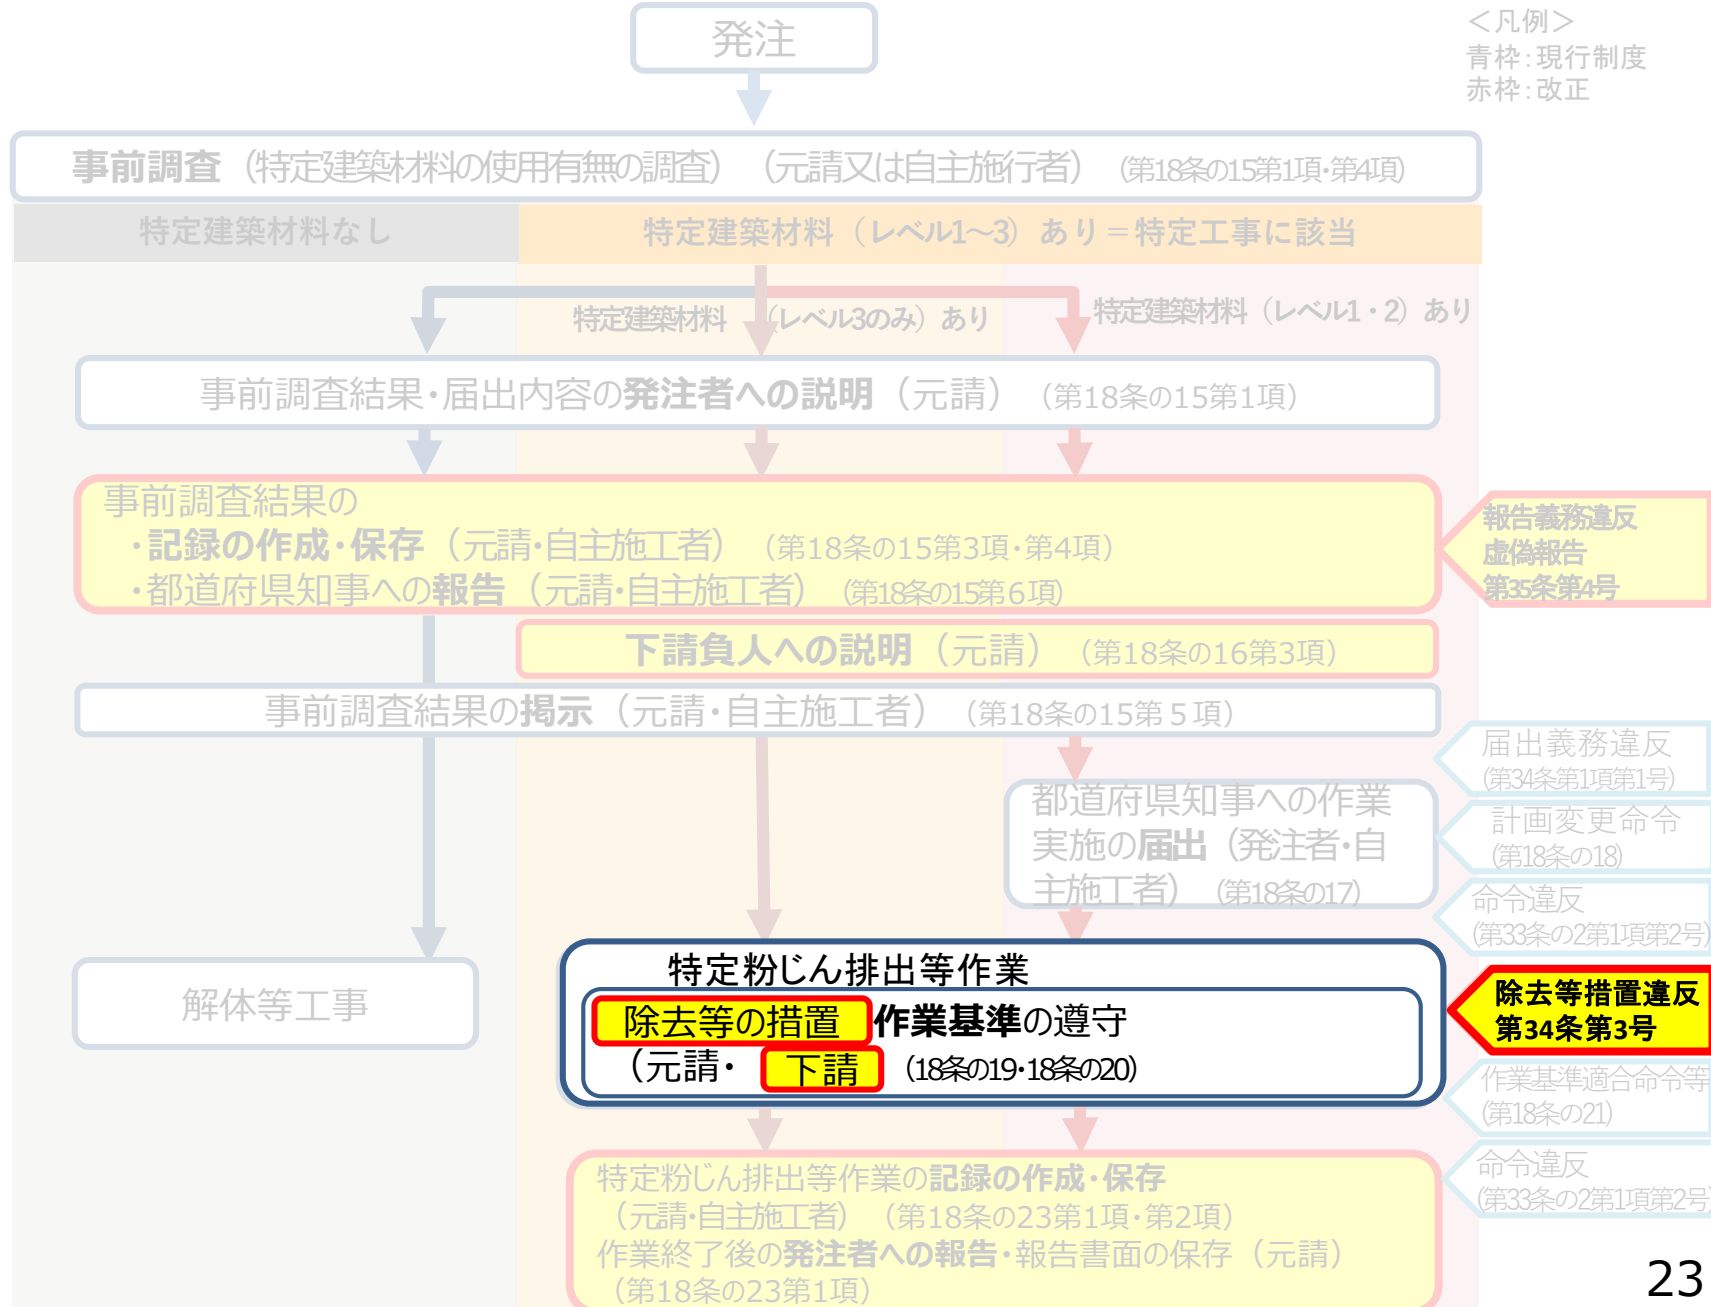 発注
＜凡例＞
青枠：現行制度
赤枠：改正
事前調査（特定建築材料の使用有無の調査）（元請又は自主施行者）（第18条の15第1項・第4項）
特定建築材料なし
特定建築材料（レベル1～3）あり＝特定工事に該当
特定建築材料（レベル3のみ）あり
特定建築材料（レベル1・2）あり
事前調査結果・届出内容の発注者への説明（元請）（第18条の15第1項）
事前調査結果の
・記録の作成・保存（元請・自主施工者）（第18条の15第3項・第4項）
・都道府県知事への報告（元請・自主施工者）（第18条の15第６項）
報告義務違反
虚偽報告
第35条第4号
下請負人への説明（元請）（第18条の16第3項）
事前調査結果の掲示（元請・自主施工者）（第18条の15第５項）
届出義務違反
(第34条第1項第1号)
都道府県知事への作業
実施の届出（発注者・自
主施工者）（第18条の17）
計画変更命令
(第18条の18)
命令違反
(第33条の2第1項第2号)
解体等工事
特定粉じん排出等作業
除去等の措置 作業基準の遵守
（元請・ 下請 （18条の19・18条の20）
除去等措置違反
第34条第3号
作業基準適合命令等
(第18条の21)
命令違反
(第33条の2第1項第2号)
特定粉じん排出等作業の記録の作成・保存
（元請・自主施工者）（第18条の23第1項・第2項）
作業終了後の発注者への報告・報告書面の保存（元請）
（第18条の23第1項）
23